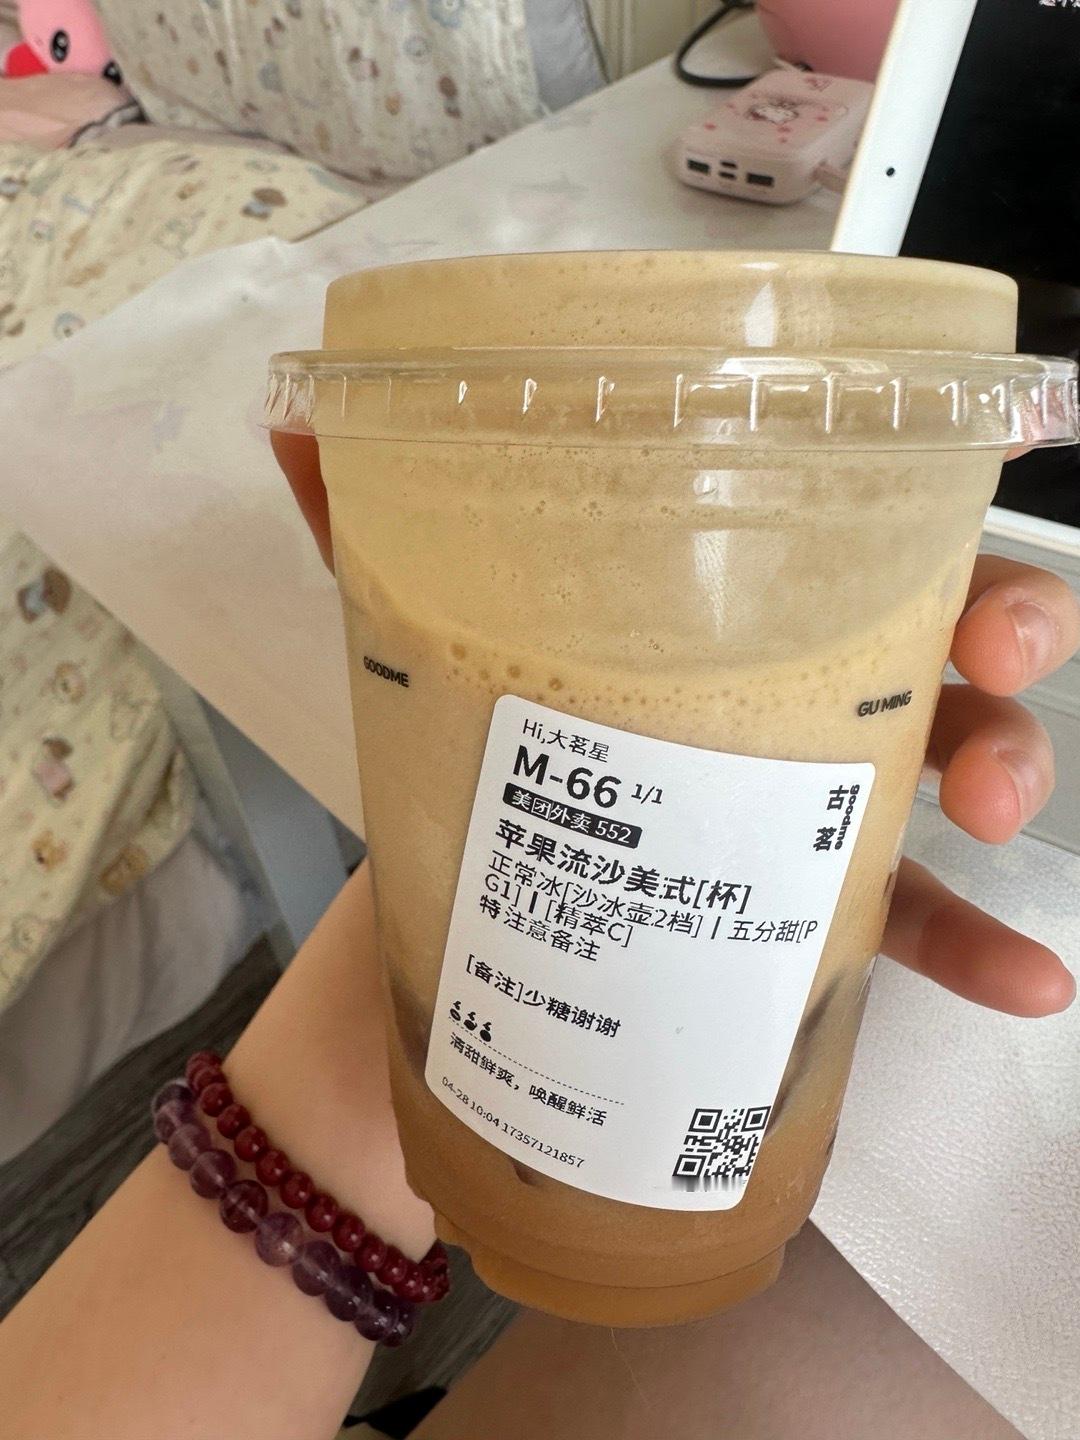 GOODME
GU MING
Hi,大茗星
M-66 1/1
美团外卖 552
古茗
goodme
苹果流沙美式[杯]
正常冰[沙冰壶2档] | 五分甜[P
G1] | [精萃C]
特注意备注
[备注]少糖谢谢
清甜鲜爽，唤醒鲜活
04-28 10:04 17357121857